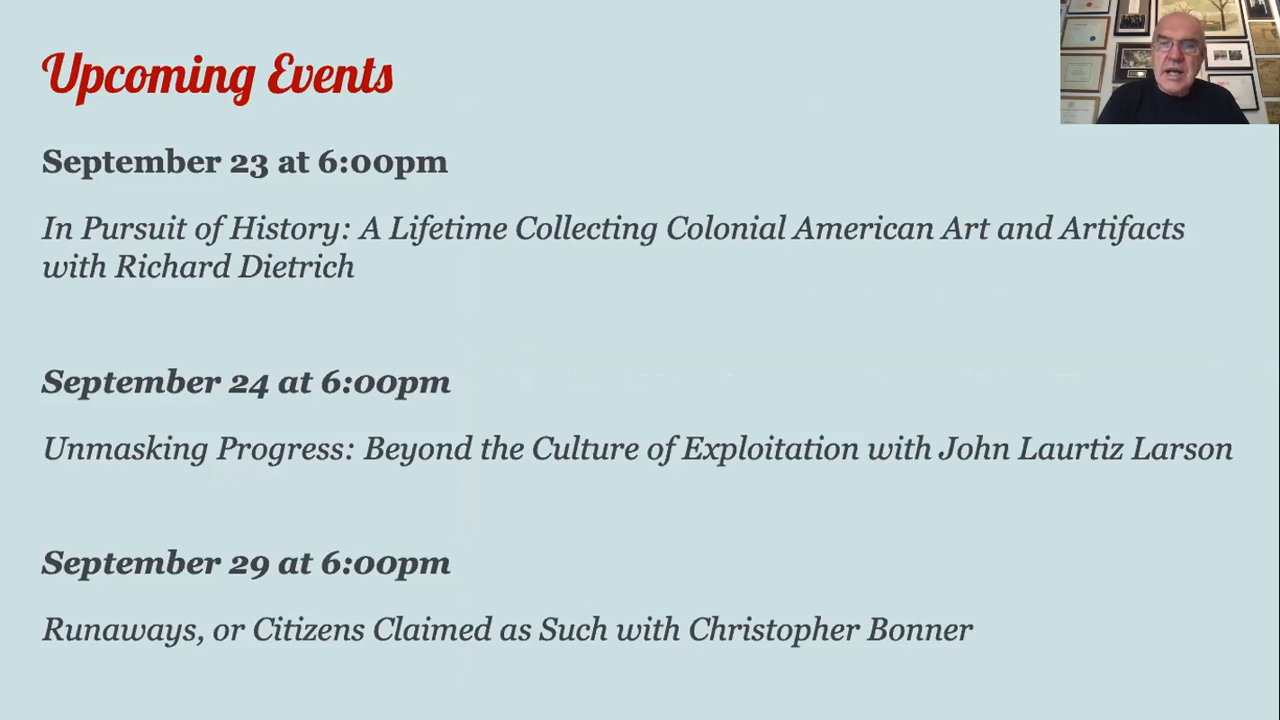 Upcoming Events
September 23 at 6:00pm
In Pursuit of History: A Lifetime Collecting Colonial American Art and Artifacts
with Richard Dietrich
September 24 at 6:00pm
Unmasking Progress: Beyond the Culture of Exploitation with John Laurtiz Larson
September 29 at 6:00pm
Runaways, or Citizens Claimed as Such with Christopher Bonner